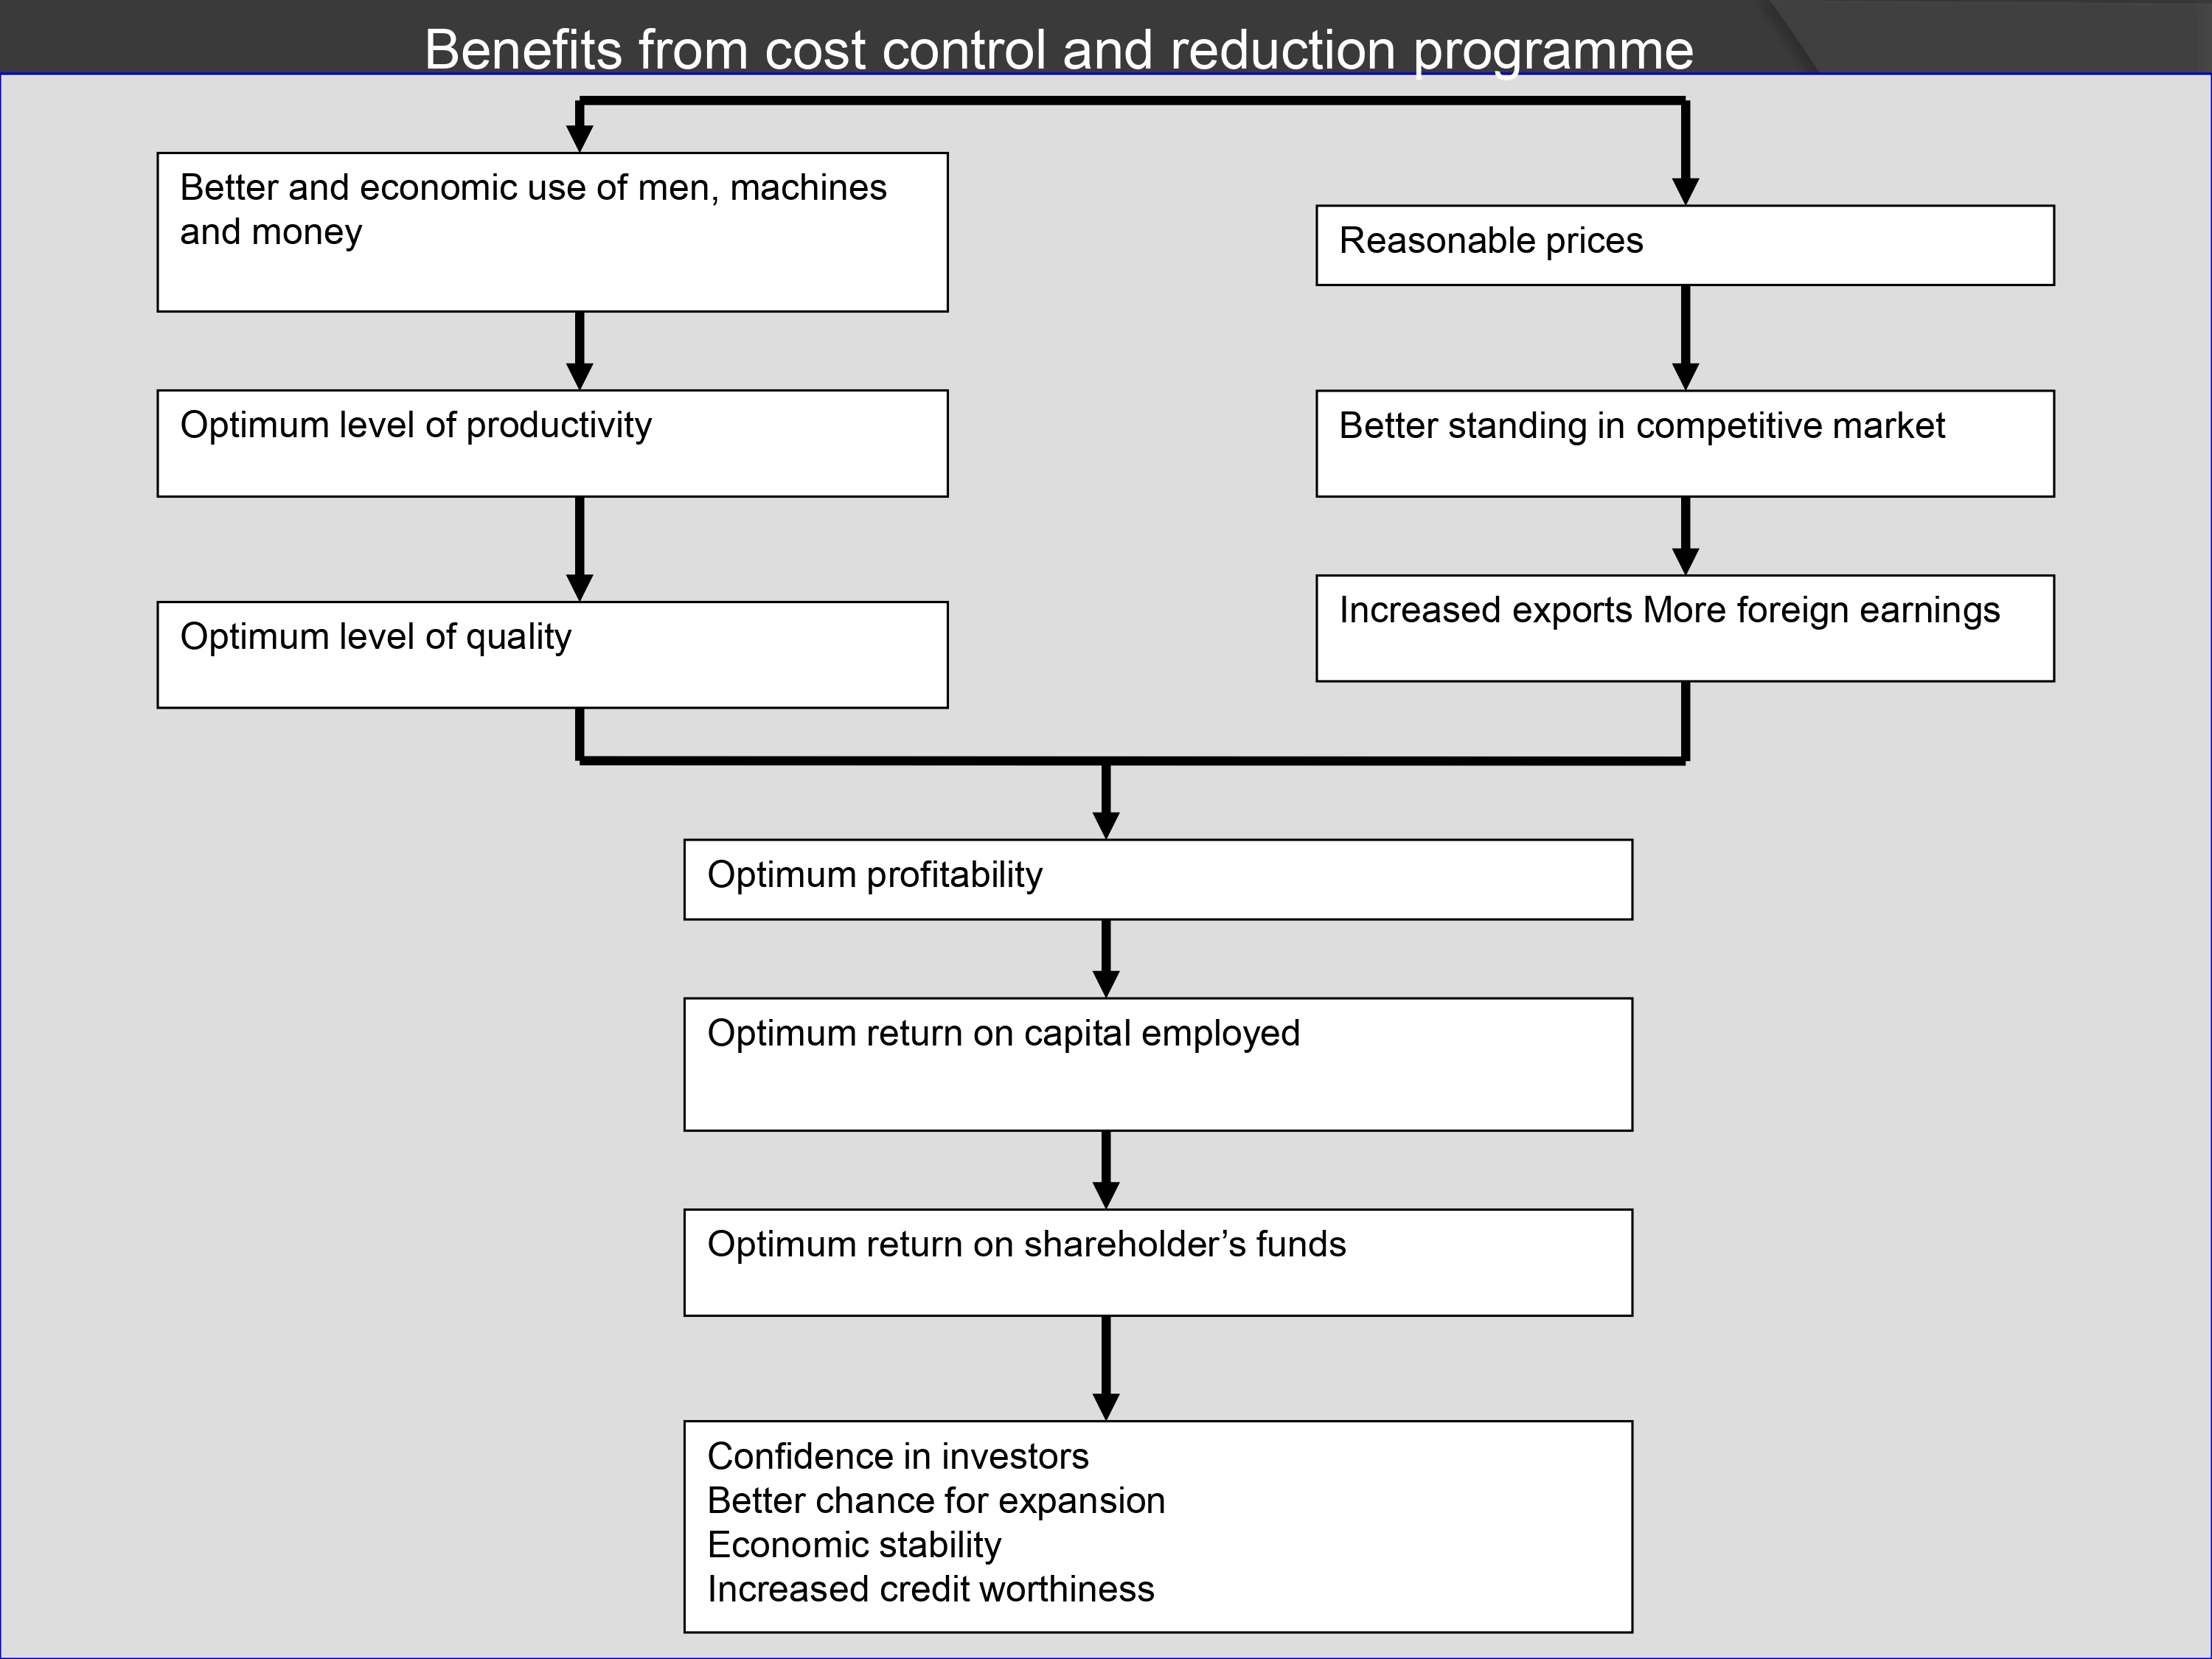 Benefits from cost control and reduction programme
Better and economic use of men, machines
and money
Optimum level of productivity
Optimum level of quality
Reasonable prices
Better standing in competitive market
Increased exports More foreign earnings
Optimum profitability
Optimum return on capital employed
Optimum return on shareholder’s funds
Confidence in investors
Better chance for expansion
Economic stability
Increased credit worthiness